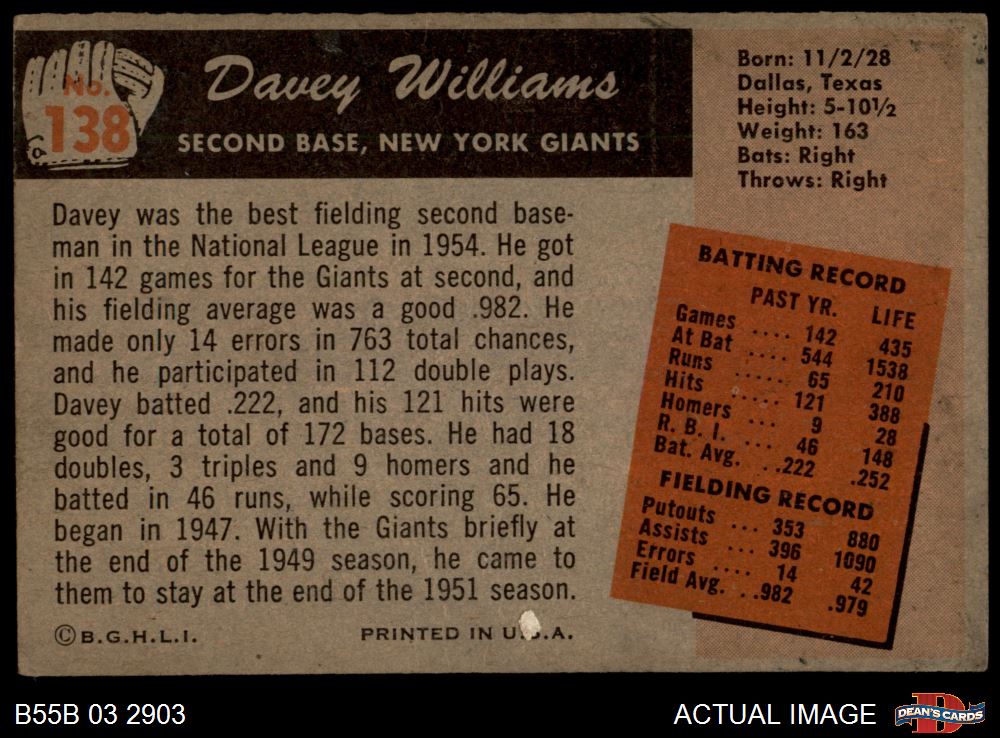 No.
138
Davey Williams
SECOND BASE, NEW YORK GIANTS
Born: 11/2/28
Dallas, Texas
Height: 5-10½
Weight: 163
Bats: Right
Throws: Right
Davey was the best fielding second base-
man in the National League in 1954. He got
in 142 games for the Giants at second, and
his fielding average was a good .982. He
made only 14 errors in 763 total chances,
and he participated in 112 double plays.
Davey batted .222, and his 121 hits were
good for a total of 172 bases. He had 18
doubles, 3 triples and 9 homers and he
batted in 46 runs, while scoring 65. He
began in 1947. With the Giants briefly at
the end of the 1949 season, he came to
them to stay at the end of the 1951 season.
©B.G.H.L.I. PRINTED IN U.S.A.
BATTING RECORD
PAST YR. LIFE
Games .... 142 435
At Bat .... 544 1538
Runs ...... 65 210
Hits ..... 121 388
Homers ... 9 28
R. B. I. ... 46 148
Bat. Avg. ..222 .252
FIELDING RECORD
Putouts ... 353 880
Assists ... 396 1090
Errors .... 14 42
Field Avg. ..982 .979
B55B 03 2903
ACTUAL IMAGE
D
DEAN'S CARDS